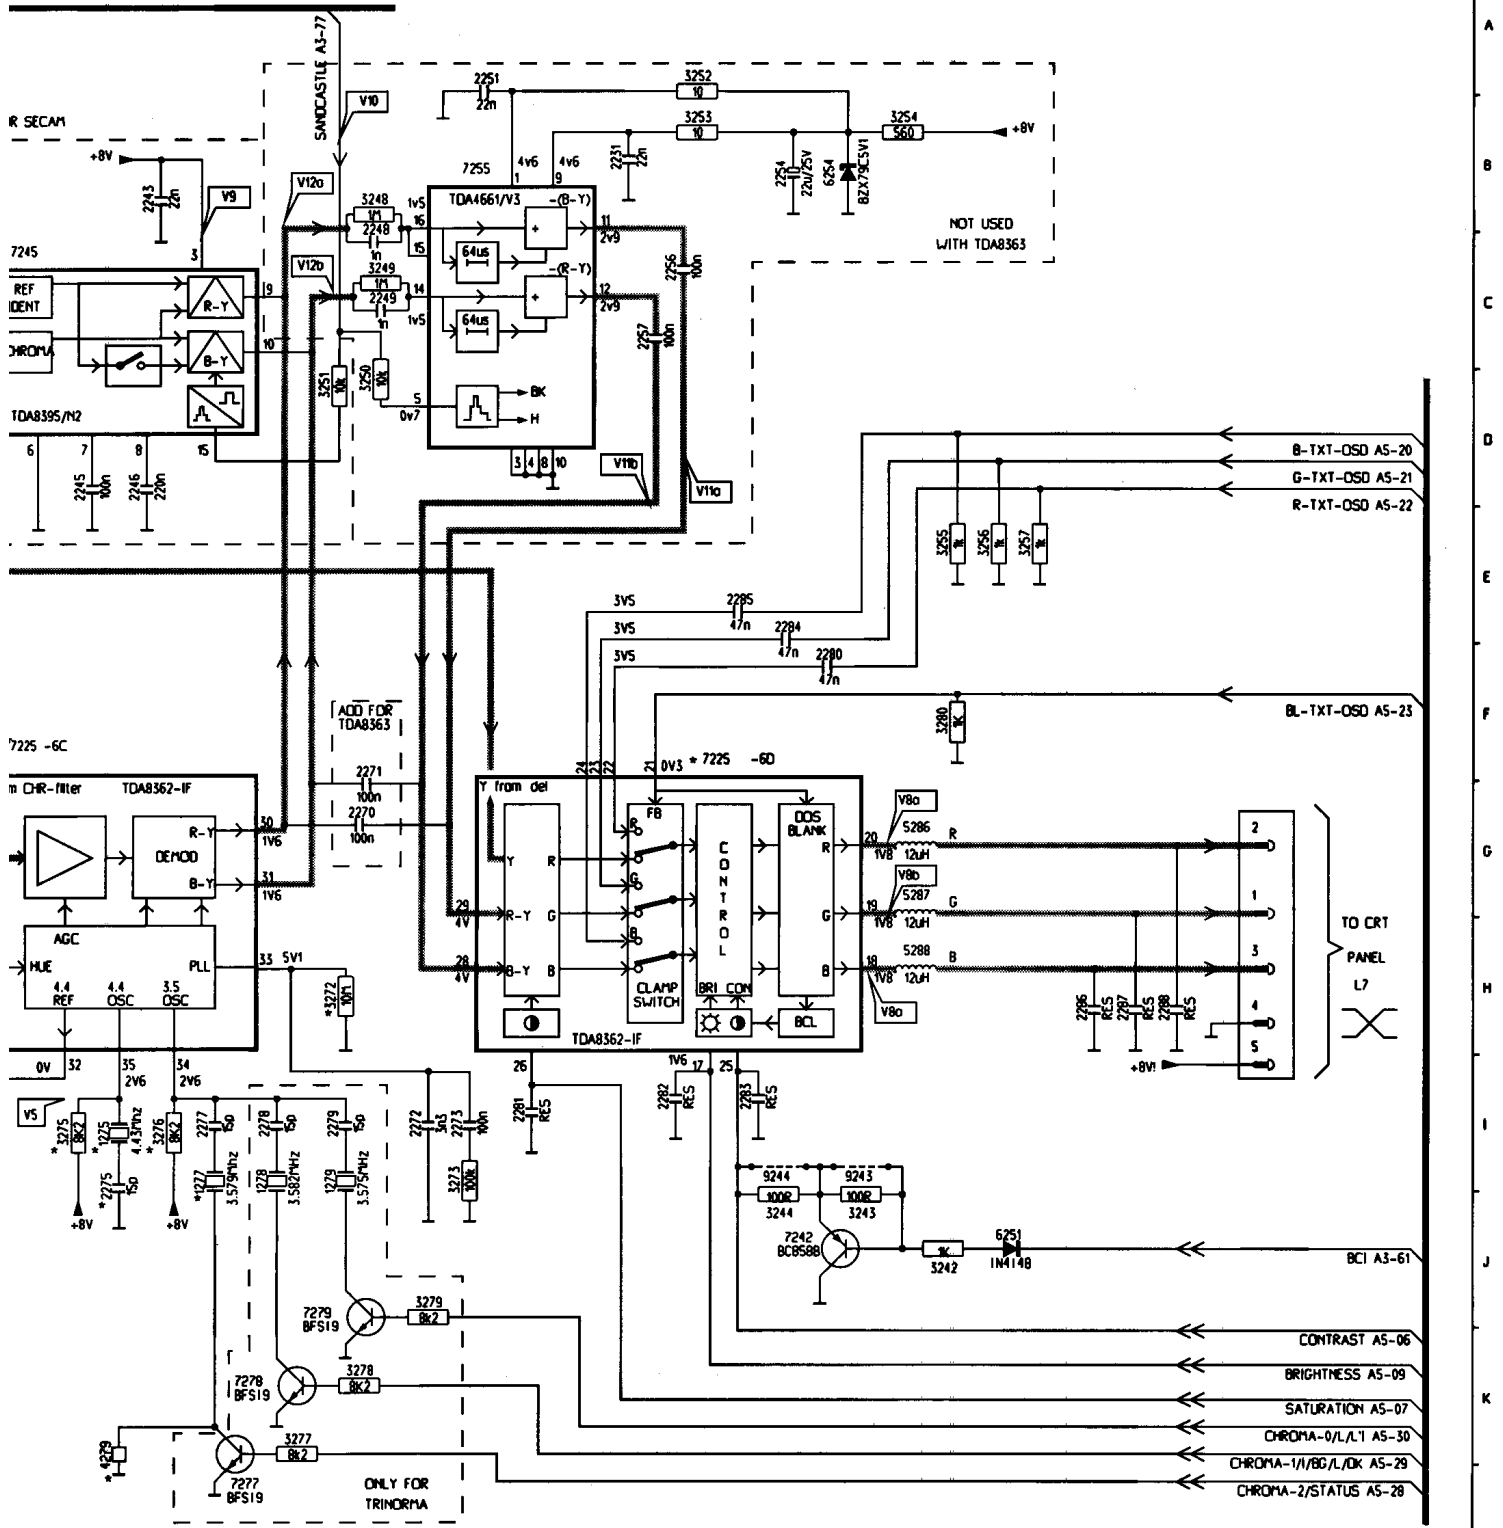 A
SANDCASTLE A3-77
V10
2251
22n
3252
10
3253
10
3254
560
+8V
R SECAM
+8V
2243
22n
V9
V12a
7255
4v6
4v6
1
9
2231
22n
2254
22u/25V
6254
BZX79C5V1
B
TDA4661/V3
-(B-Y)
3248
1M
2248
1n
1v5
16
15
64us
+
11
2v9
NOT USED
WITH TDA8363
7245
3
V12b
3249
1M
2249
1n
14
1v5
64us
-(R-Y)
+
12
2v9
2256
100n
2257
100n
REF
IDENT
R-Y
9
C
CHROMA
B-Y
10
3251
10k
3250
10k
5
0v7
BK
H
TDA8395/N2
6
7
8
15
2245
100n
2246
220n
3
4
8
10
V11b
V11a
D
B-TXT-OSD A5-20
G-TXT-OSD A5-21
R-TXT-OSD A5-22
3255
1k
3256
1k
3257
1k
E
3V5
2285
47n
3V5
2284
47n
3V5
2280
47n
ADD FOR
TDA8363
3280
1K
BL-TXT-OSD A5-23
F
7225 -6C
24
23
22
21
0V3
* 7225 -6D
m CHR-filter
TDA8362-IF
2271
100n
2270
100n
Y from del
FB
DOS
BLANK
V8a
R-Y
30
1V6
DEMOD
B-Y
31
1V6
Y
R
R
CONTROL
R
20
1V8
5286
12uH
R
2
G
V8b
29
4V
R-Y
G
G
G
19
1V8
5287
12uH
G
1
AGC
HUE
PLL
33
5V1
28
4V
B-Y
B
B
B
18
1V8
5288
12uH
B
3
TO CRT
PANEL
L7
4.4
REF
4.4
OSC
3.5
OSC
*3272
10M
CLAMP
SWITCH
BRI
CON
BCL
V8a
2286
RES
2287
RES
2288
RES
4
5
H
TDA8362-IF
+8V!
0V
32
35
2V6
34
2V6
26
1V6
17
25
V5
* 3275
8K2
* 1275
4.43Mhz
*2275
15p
* 3276
8K2
2277
15p
*1277
3.579Mhz
2278
15p
1278
3.582MHz
2279
15p
1279
3.575MHz
2272
3n3
2273
100n
3273
100k
2281
RES
2282
RES
2283
RES
I
+8V
+8V
9244
100R
3244
9243
100R
3243
7242
BC858B
1K
3242
6251
1N4148
BCI A3-61
J
7279
BFS19
3279
8k2
CONTRAST A5-06
7278
BFS19
3278
8K2
BRIGHTNESS A5-09
SATURATION A5-07
K
CHROMA-0/L/L'I A5-30
* 4279
3277
8k2
CHROMA-1/I/BG/L/DK A5-29
7277
BFS19
ONLY FOR
TRINORMA
CHROMA-2/STATUS A5-28